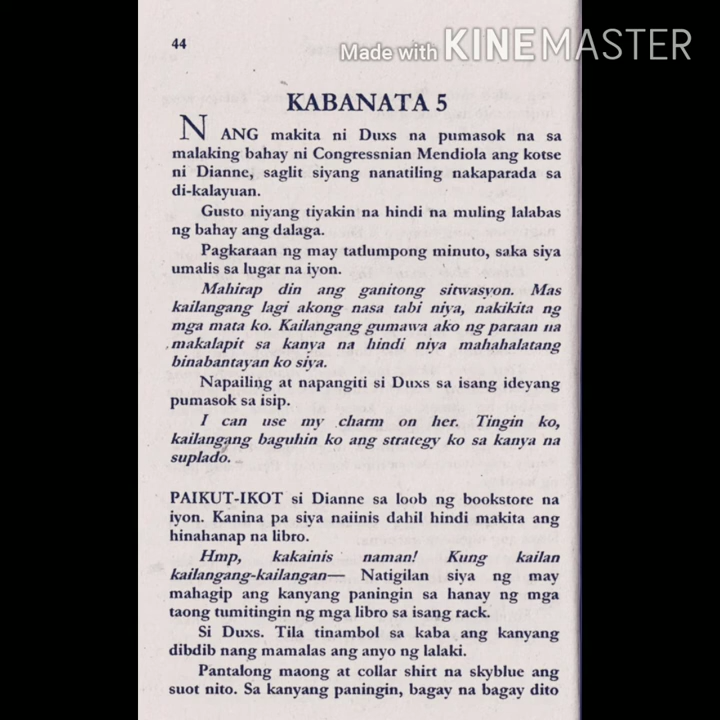 44
Made with KINEMASTER
KABANATA 5
NANG makita ni Duxs na pumasok na sa
malaking bahay ni Congressnian Mendiola ang kotse
ni Dianne, saglit siyang nanatiling nakaparada sa
di-kalayuan.
Gusto niyang tiyakin na hindi na muling lalabas
ng bahay ang dalaga.
Pagkaraan ng may tatlumpong minuto, saka siya
umalis sa lugar na iyon.
Mahirap din ang ganitong sitwasyon. Mas
kailangang lagi akong nasa tabi niya, nakikita ng
mga mata ko. Kailangang gumawa ako ng paraan na
makalapit sa kanya na hindi niya mahahalatang
binabantayan ko siya.
Napailing at napangiti si Duxs sa isang ideyang
pumasok sa isip.
I can use my charm on her. Tingin ko,
kailangang baguhin ko ang strategy ko sa kanya na
suplado.
PAIKUT-IKOT si Dianne sa loob ng bookstore na
iyon. Kanina pa siya naiinis dahil hindi makita ang
hinahanap na libro.
Hmp, kakainis naman! Kung kailan
kailangang-kailangan— Natigilan siya ng may
mahagip ang kanyang paningin sa hanay ng mga
taong tumitingin ng mga libro sa isang rack.
Si Duxs. Tila tinambol sa kaba ang kanyang
dibdib nang mamalas ang anyo ng lalaki.
Pantalong maong at collar shirt na skyblue ang
suot nito. Sa kanyang paningin, bagay na bagay dito